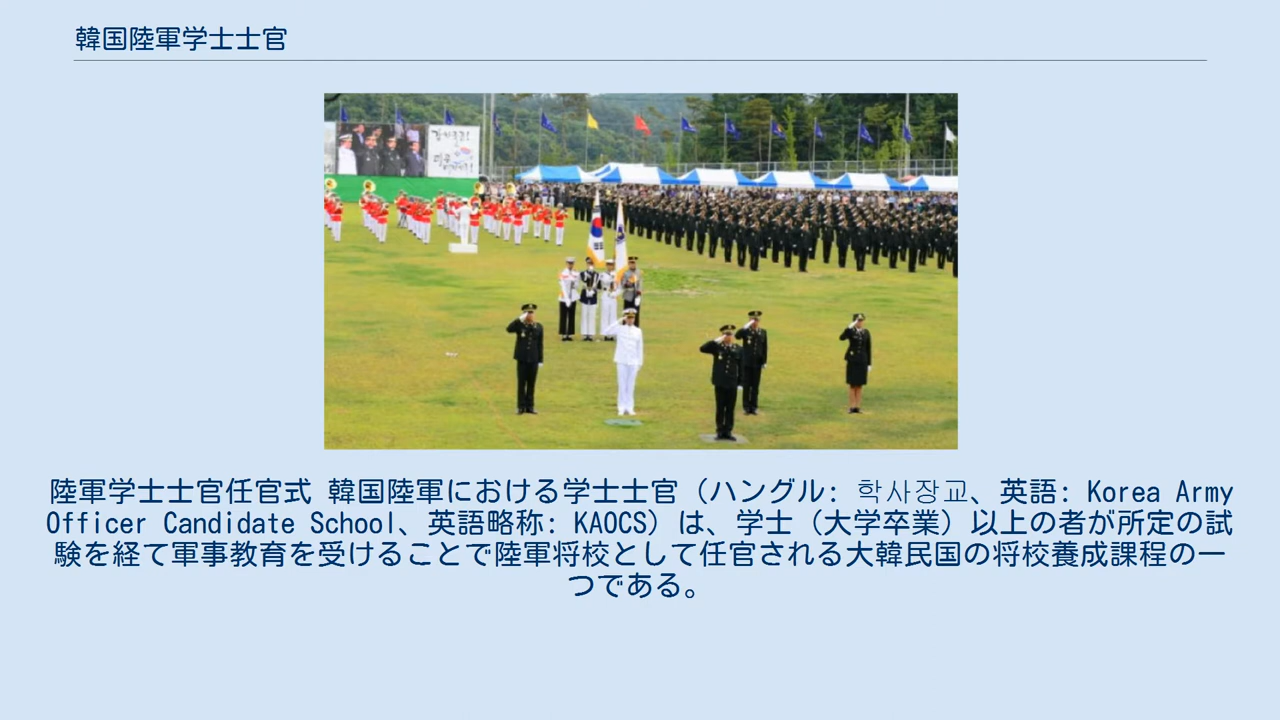 韓国陸軍学士士官
감사합니다!
陸軍学士士官任官式 韓国陸軍における学士士官（ハングル: 학사장교、英語: Korea Army
Officer Candidate School、英語略称: KAOCS）は、学士（大学卒業）以上の者が所定の試
験を経て軍事教育を受けることで陸軍将校として任官される大韓民国の将校養成課程の一
つである。